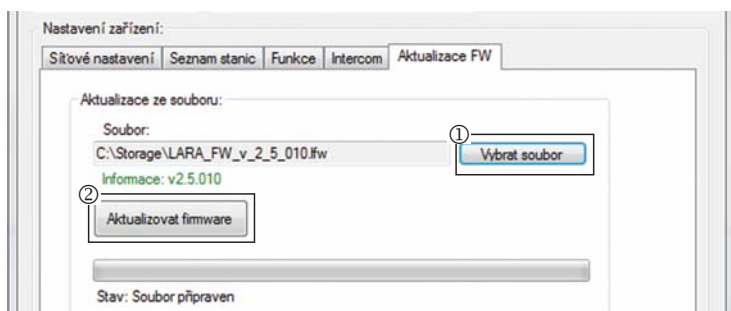 Nastavení zařízení:
Síťové nastavení Seznam stanic Funkce Intercom Aktualizace FW
Aktualizace ze souboru:
Soubor:
①
C:\Storage\LARA_FW_v_2_5_010.lfw Vybrat soubor
Informace: v2.5.010
②
Aktualizovat firmware
Stav: Soubor připraven